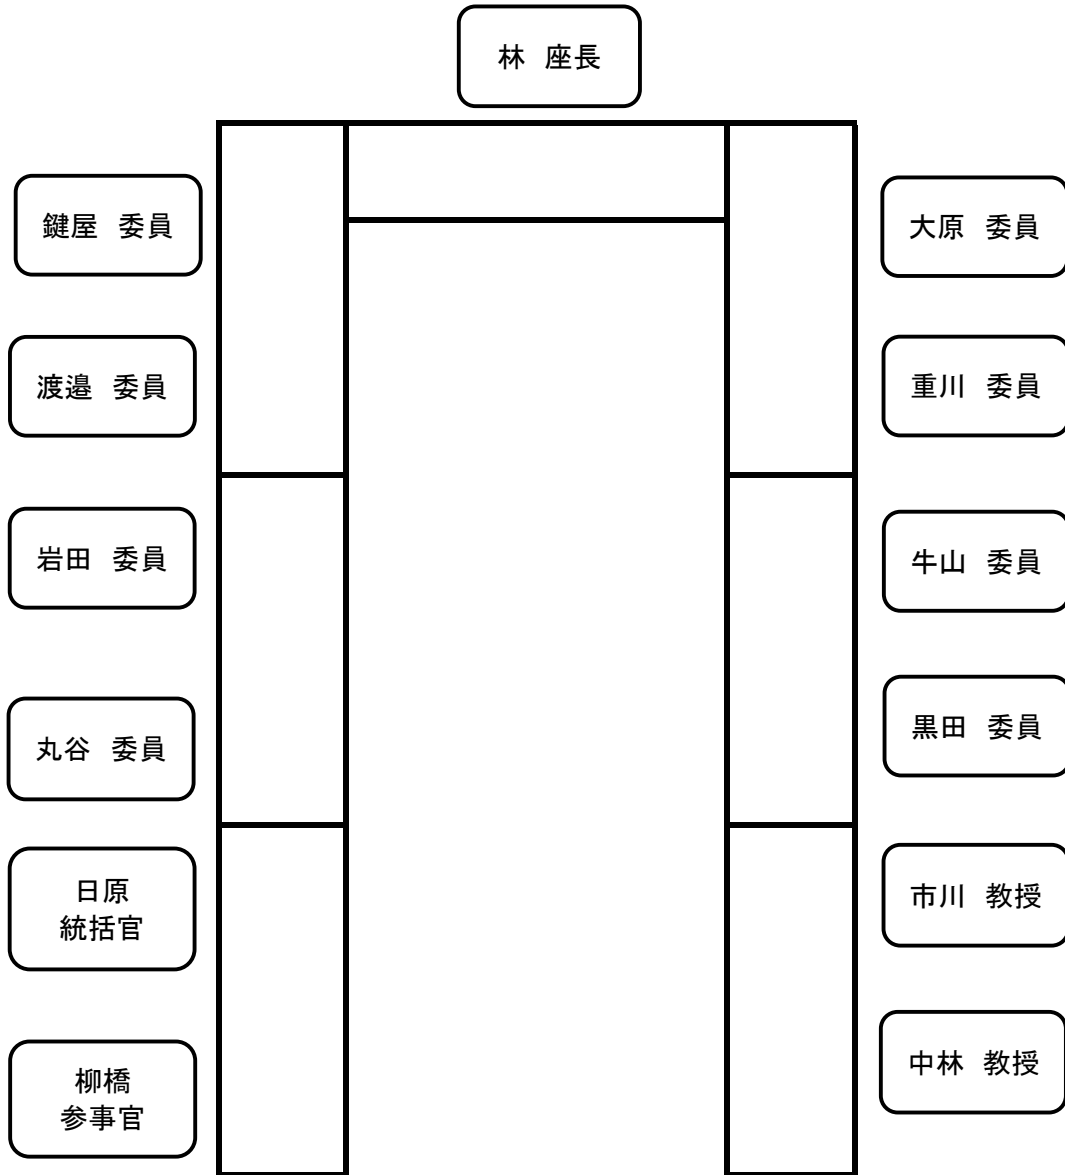 林 座長
鍵屋 委員
大原 委員
渡邉 委員
重川 委員
岩田 委員
牛山 委員
丸谷 委員
黒田 委員
日原
統括官
市川 教授
柳橋
参事官
中林 教授